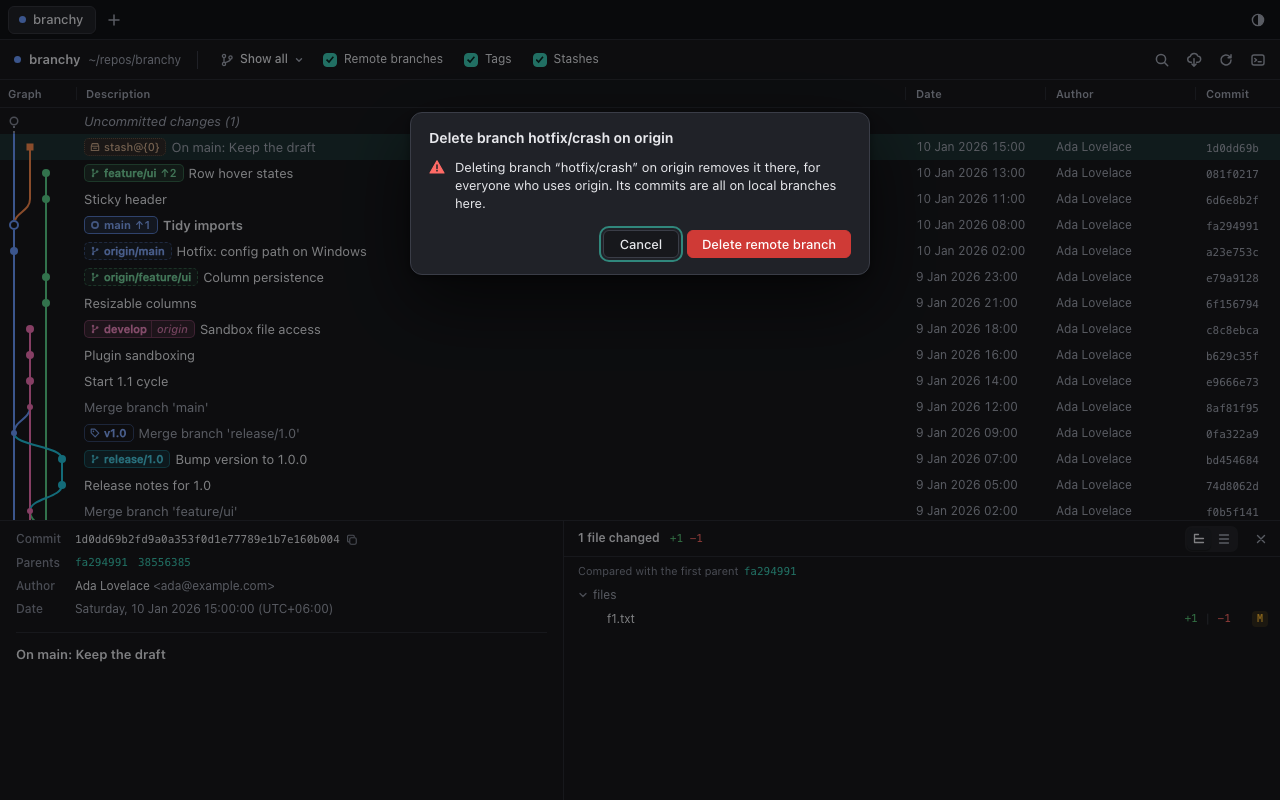 branchy
branchy ~/repos/branchy Show all Remote branches Tags Stashes
Graph Description Date Author Commit
Uncommitted changes (1)
stash@{0} On main: Keep the draft 10 Jan 2026 15:00 Ada Lovelace 1d0dd69b
feature/ui ↑2 Row hover states 10 Jan 2026 13:00 Ada Lovelace 081f0217
Sticky header 10 Jan 2026 11:00 Ada Lovelace 6d6e8b2f
main ↑1 Tidy imports 10 Jan 2026 08:00 Ada Lovelace fa294991
origin/main Hotfix: config path on Windows 10 Jan 2026 02:00 Ada Lovelace a23e753c
origin/feature/ui Column persistence 9 Jan 2026 23:00 Ada Lovelace e79a9128
Resizable columns 9 Jan 2026 21:00 Ada Lovelace 6f156794
develop origin Sandbox file access 9 Jan 2026 18:00 Ada Lovelace c8c8ebca
Plugin sandboxing 9 Jan 2026 16:00 Ada Lovelace b629c35f
Start 1.1 cycle 9 Jan 2026 14:00 Ada Lovelace e9666e73
Merge branch 'main' 9 Jan 2026 12:00 Ada Lovelace 8af81f95
v1.0 Merge branch 'release/1.0' 9 Jan 2026 09:00 Ada Lovelace 0fa322a9
release/1.0 Bump version to 1.0.0 9 Jan 2026 07:00 Ada Lovelace bd454684
Release notes for 1.0 9 Jan 2026 05:00 Ada Lovelace 74d8062d
Merge branch 'feature/ui' 9 Jan 2026 02:00 Ada Lovelace f0b5f141
Delete branch hotfix/crash on origin
Deleting branch “hotfix/crash” on origin removes it there, for
everyone who uses origin. Its commits are all on local branches
here.
Cancel Delete remote branch
Commit 1d0dd69b2fd9a0a353f0d1e77789e1b7e160b004
Parents fa294991 38556385
Author Ada Lovelace <ada@example.com>
Date Saturday, 10 Jan 2026 15:00:00 (UTC+06:00)
On main: Keep the draft
1 file changed +1 −1
Compared with the first parent fa294991
files
f1.txt +1 −1 M